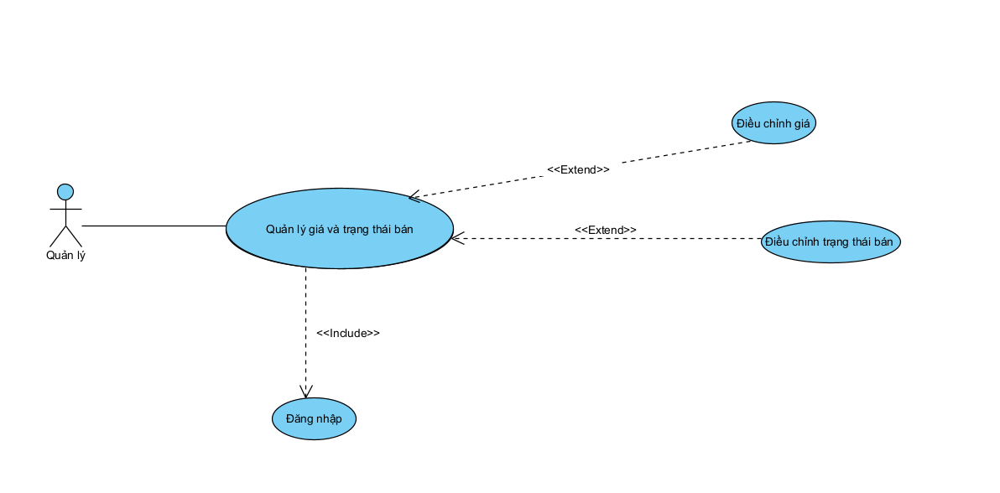 Điều chỉnh giá
<<Extend>>
Quản lý giá và trạng thái bán
<<Extend>>
Điều chỉnh trạng thái bán
Quản lý
<<Include>>
Đăng nhập